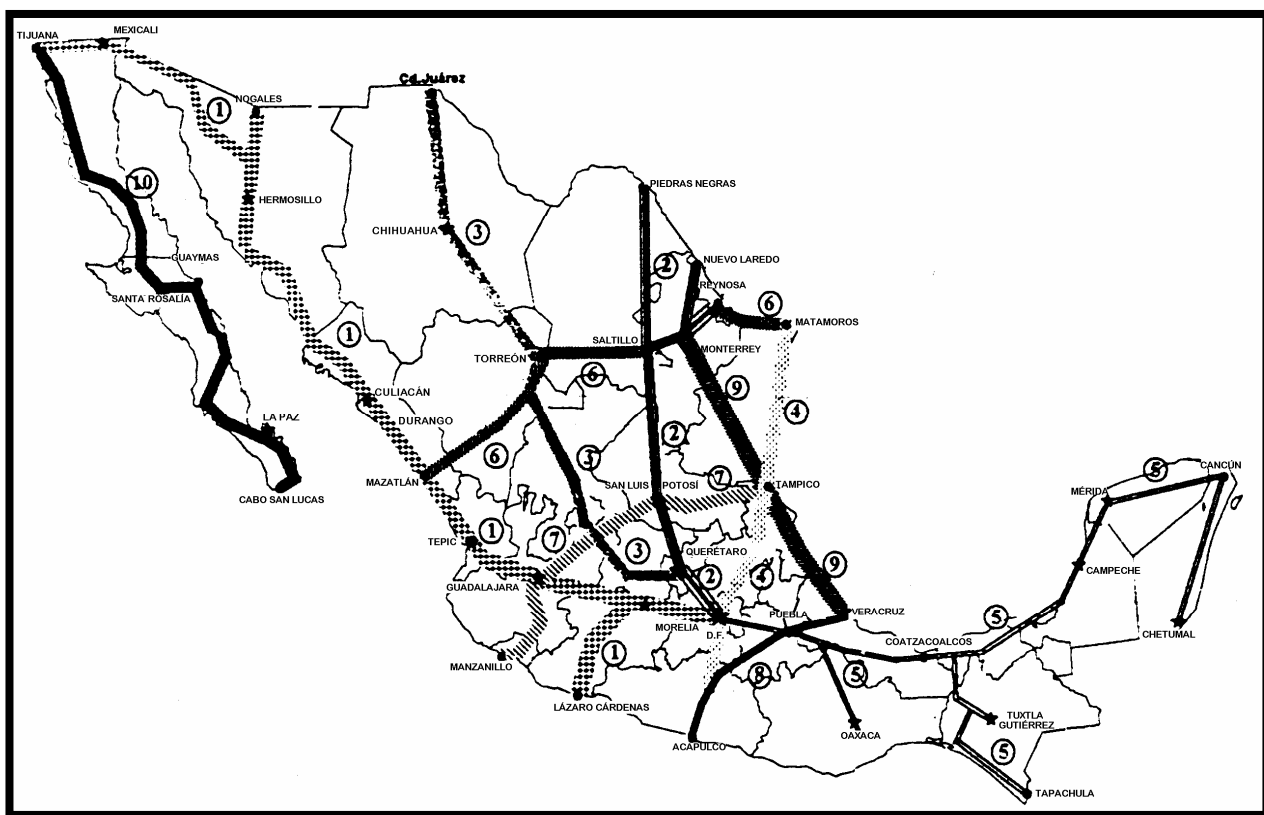 TIJUANA
MEXICALI
Cd. Juárez
NOGALES
1
10
HERMOSILLO
PIEDRAS NEGRAS
CHIHUAHUA
3
GUAYMAS
NUEVO LAREDO
2
REYNOSA
SANTA ROSALÍA
6
MATAMOROS
1
SALTILLO
MONTERREY
TORREÓN
6
9
CULIACÁN
4
LA PAZ
DURANGO
2
6
3
7
5
CANCÚN
MAZATLÁN
SAN LUIS POTOSÍ
TAMPICO
MÉRIDA
CABO SAN LUCAS
TEPIC
1
7
3
QUERÉTARO
2
4
9
CAMPECHE
GUADALAJARA
PUEBLA
VERACRUZ
5
MORELIA
D.F.
COATZACOALCOS
CHETUMAL
MANZANILLO
1
8
5
LÁZARO CÁRDENAS
TUXTLA
GUTIÉRREZ
OAXACA
ACAPULCO
5
TAPACHULA